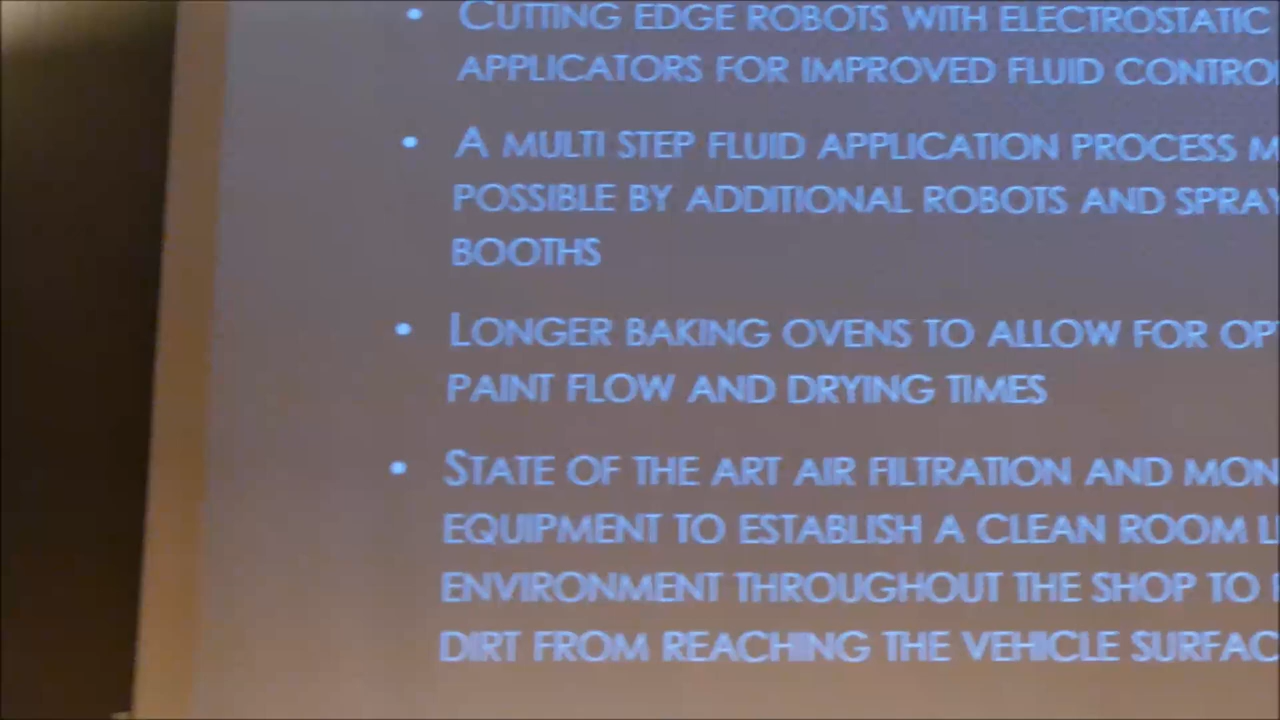 • Cutting edge robots with electrostatic
applicators for improved fluid
• A multi step fluid application process
possible by additional robots and
booths
• Longer baking ovens to allow for
paint flow and drying times
• State of the art air filtration and
equipment to establish a clean room
environment throughout the shop to
dirt from reaching the vehicle